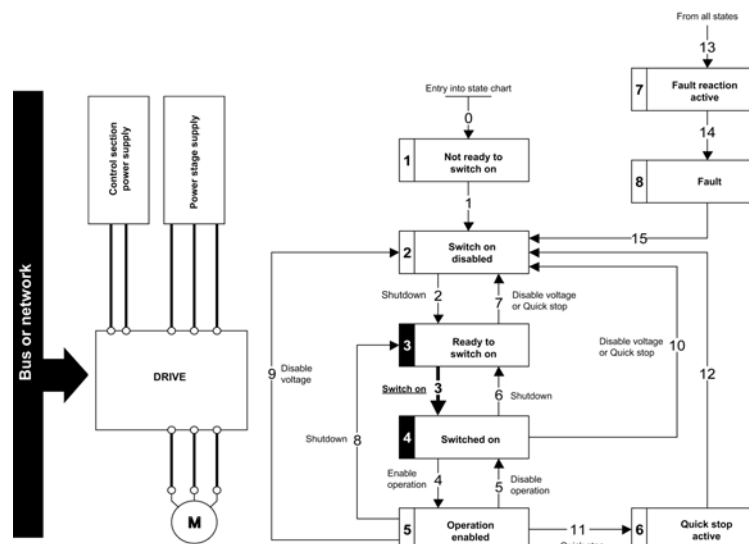 From all states
13
7
Fault reaction
active
14
8
Fault
15
Entry into state chart
0
1
Not ready to
switch on
1
2
Switch on
disabled
Shutdown
2
7
Disable voltage
or Quick stop
3
Ready to
switch on
Switch on
3
6
Shutdown
4
Switched on
Enable
operation
4
5
Disable
operation
5
Operation
enabled
11
Quick stop
6
Quick stop
active
9
Disable
voltage
Shutdown
8
Disable voltage
or Quick stop
10
12
Bus or network
Control section
power supply
Power stage supply
DRIVE
M